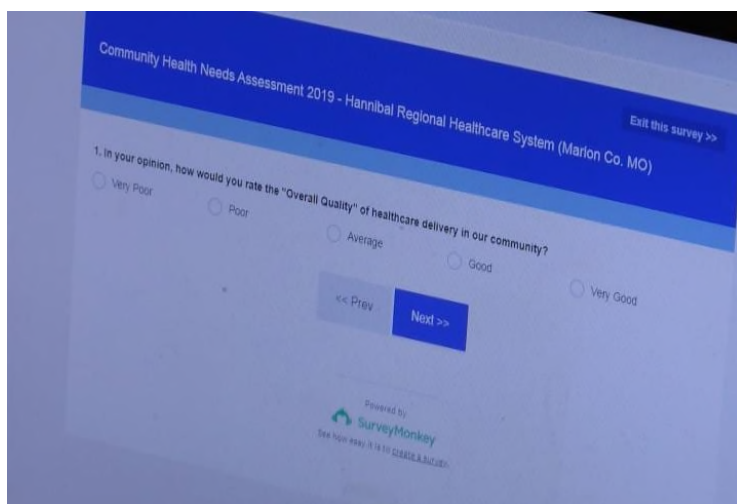 Community Health Needs Assessment 2019 - Hannibal Regional Healthcare System (Marion Co. MO)
Exit this survey >>
1. In your opinion, how would you rate the "Overall Quality" of healthcare delivery in our community?
Very Poor Poor Average Good Very Good
<< Prev Next >>
Powered by
SurveyMonkey
See how easy it is to create a survey.